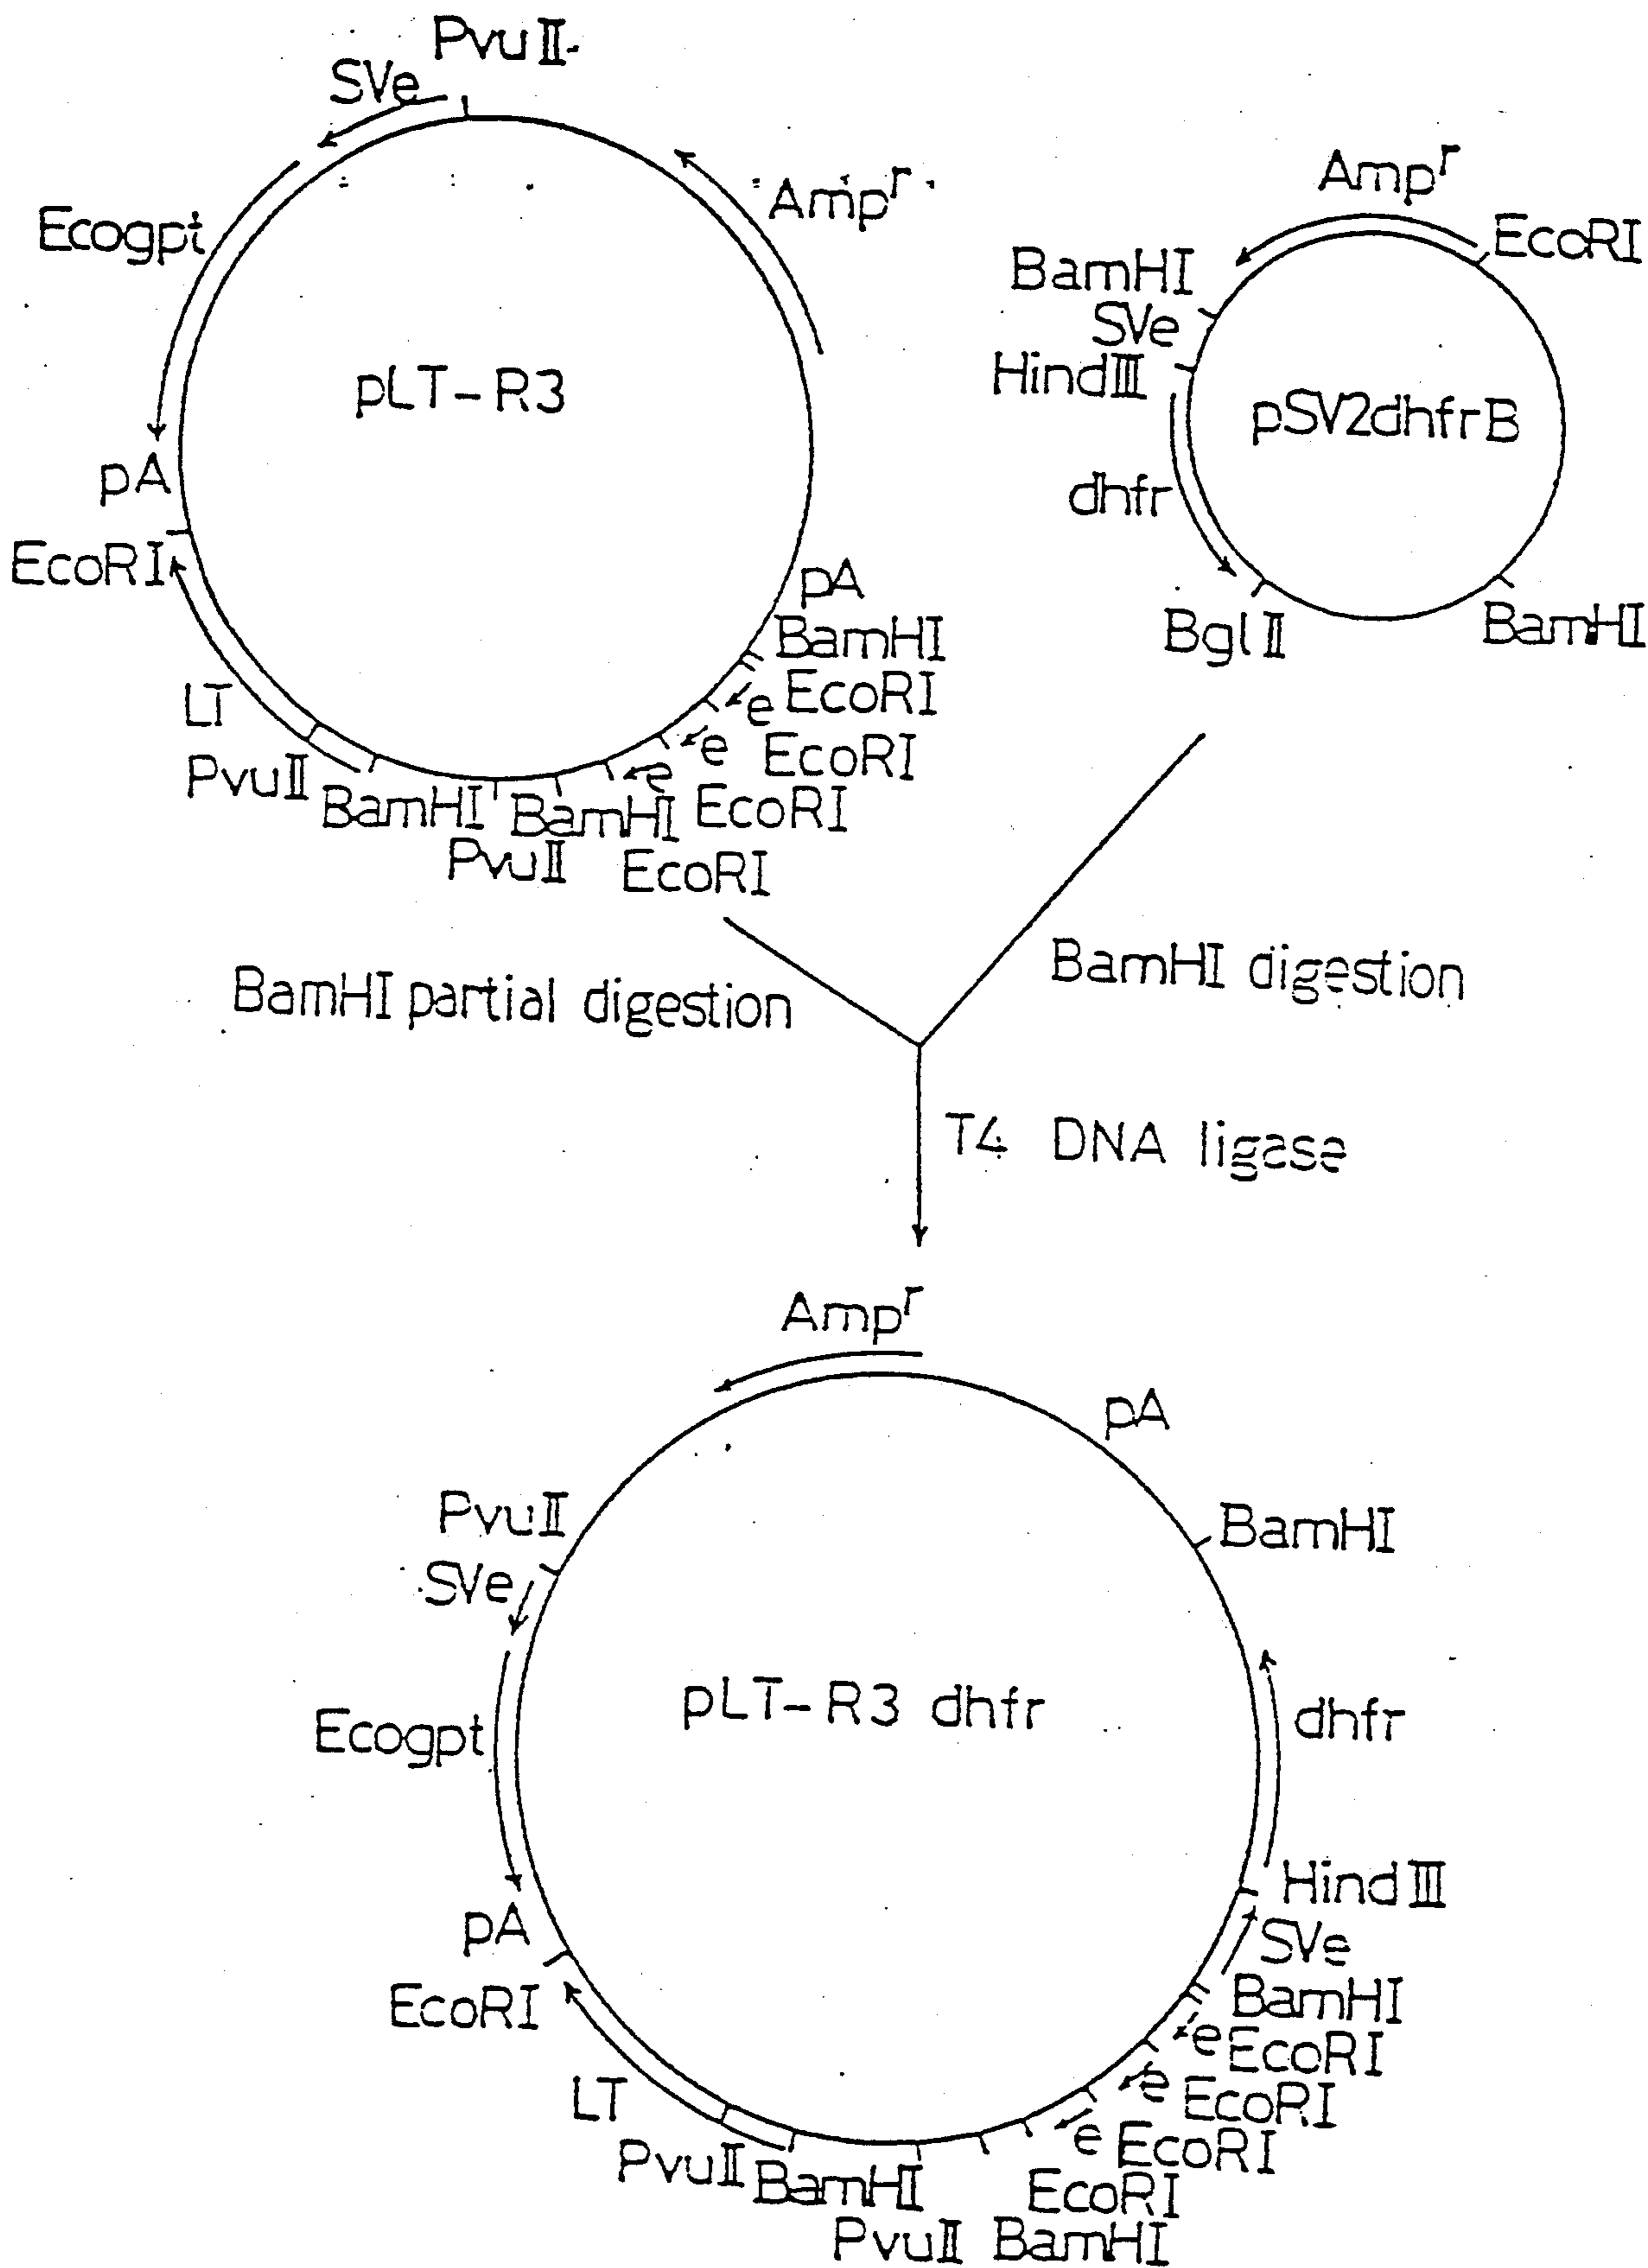 PvuII
SVe
Ampr
Ecogpt
pLT-R3
pA
EcoRI
pA
BamHI
EcoRI
LT
e
e EcoRI
PvuII
e EcoRI
BamHI
BamHI
PvuII
EcoRI
Ampr
EcoRI
BamHI
SVe
HindIII
pSV2dhfrB
dhfr
BglII
BamHI
BamHI partial digestion
BamHI digestion
T4 DNA ligase
Ampr
pA
PvuII
BamHI
SVe
pLT-R3 dhfr
dhfr
Ecogpt
HindIII
pA
SVe
EcoRI
BamHI
e EcoRI
LT
e EcoRI
PvuII
e EcoRI
BamHI
EcoRI
PvuII BamHI